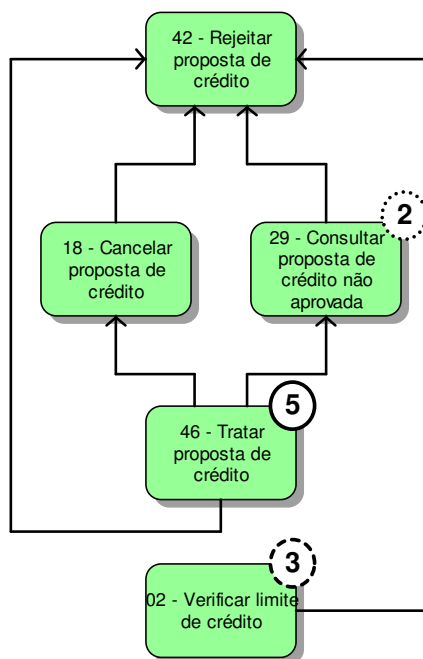 42 - Rejeitar
proposta de
crédito
2
18 - Cancelar
proposta de
crédito
29 - Consultar
proposta de
crédito não
aprovada
5
46 - Tratar
proposta de
crédito
3
02 - Verificar limite
de crédito